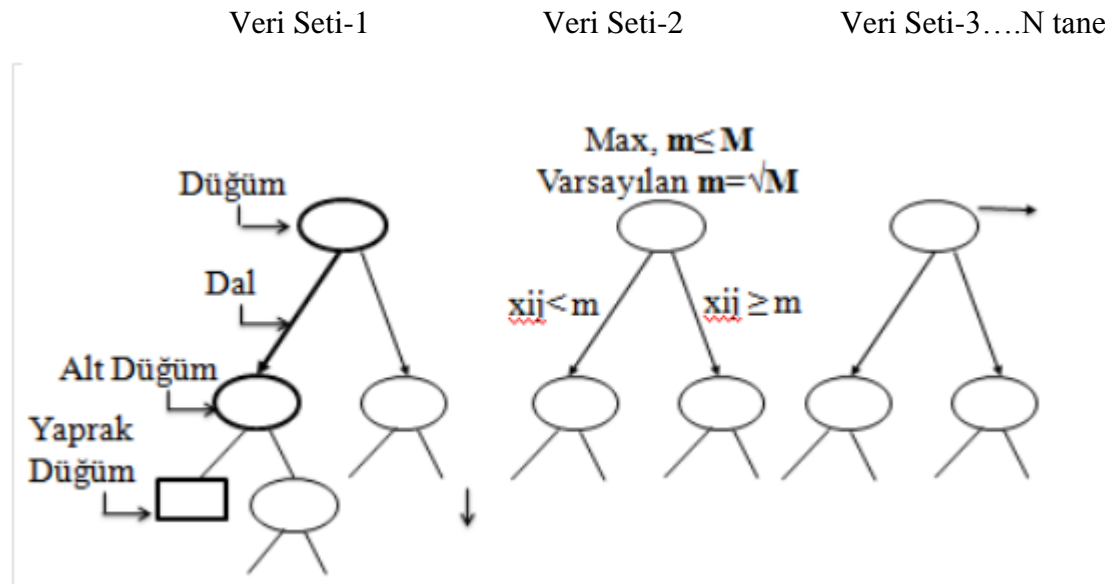 Veri Seti-1 Veri Seti-2 Veri Seti-3….N tane
Max, m≤ M
Varsayılan m=√M
Düğüm
Dal
xij< m xij ≥ m
Alt Düğüm
Yaprak
Düğüm